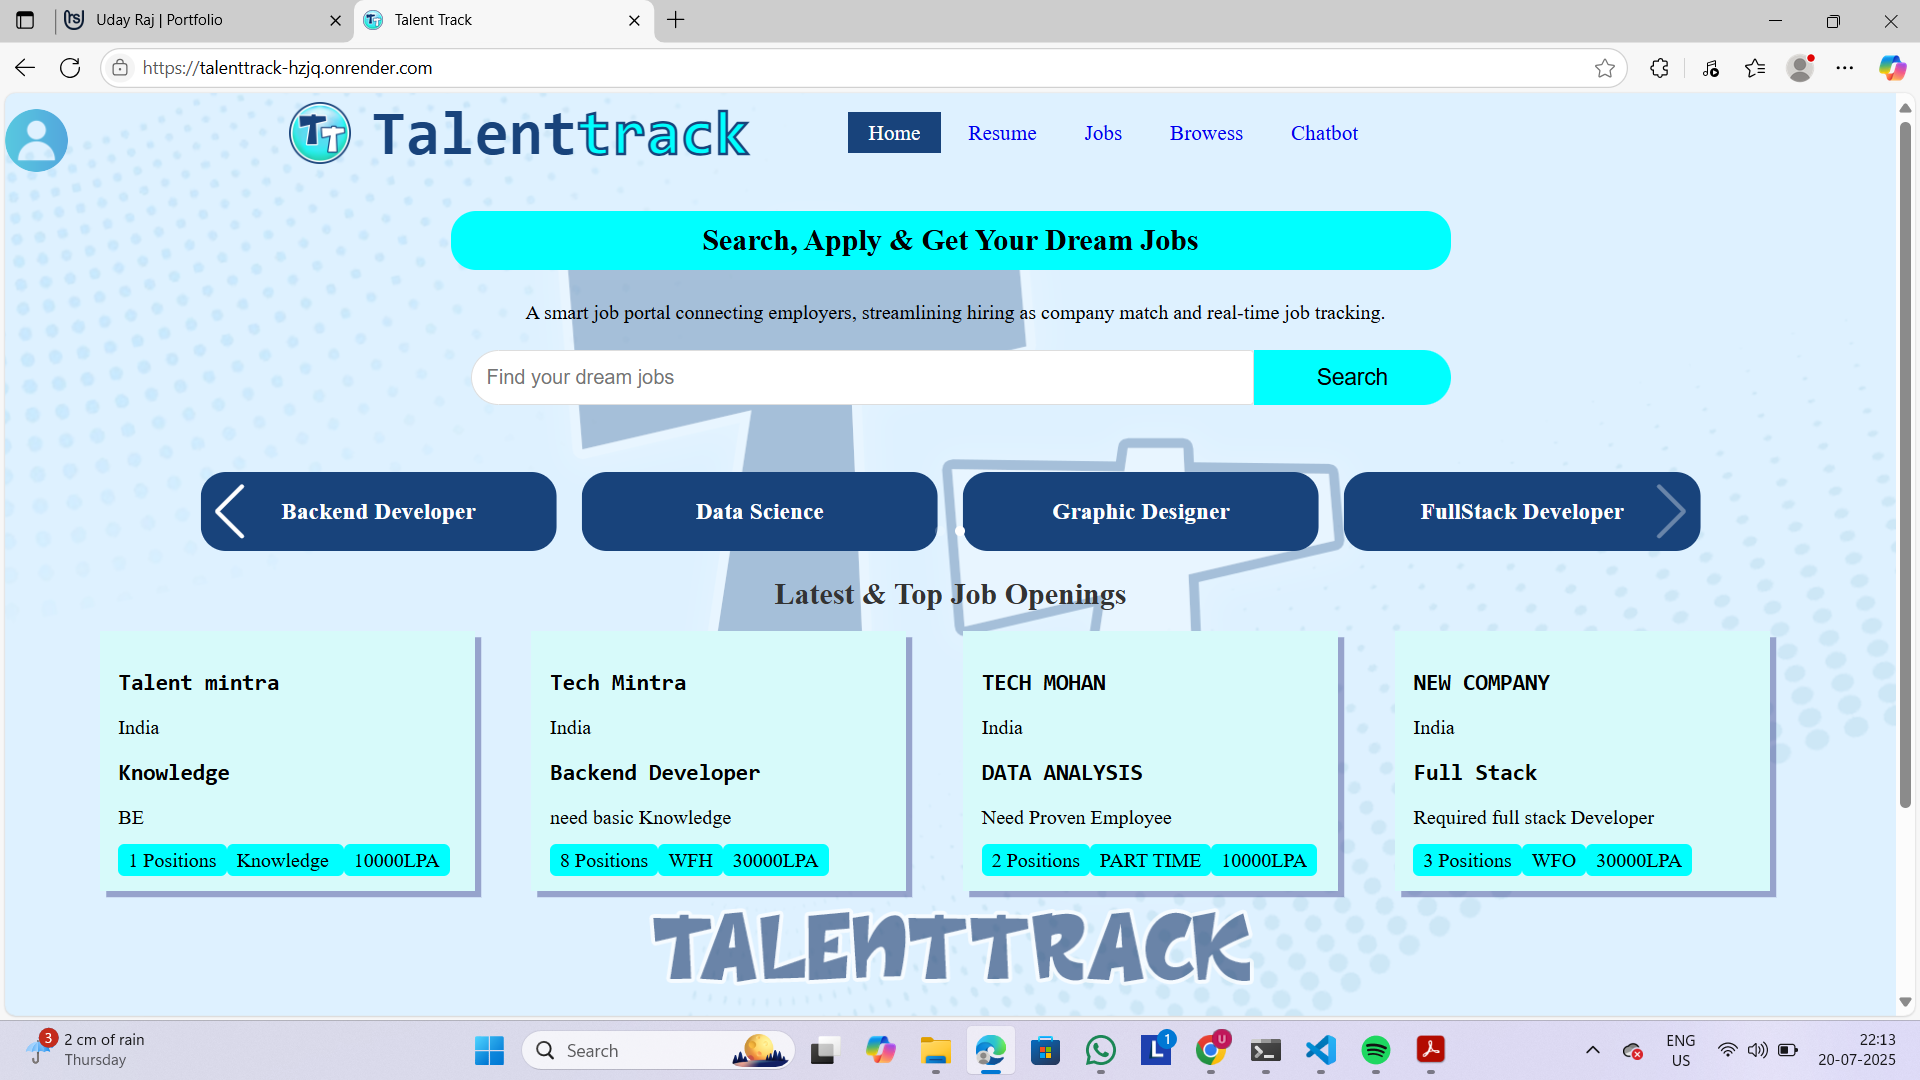 Uday Raj | Portfolio
Talent Track
https://talenttrack-hzjq.onrender.com
TT Talenttrack
Home Resume Jobs Browess Chatbot
Search, Apply & Get Your Dream Jobs
A smart job portal connecting employers, streamlining hiring as company match and real-time job tracking.
Find your dream jobs Search
Backend Developer Data Science Graphic Designer FullStack Developer
Latest & Top Job Openings
Talent mintra
India
Knowledge
BE
1 Positions Knowledge 10000LPA
Tech Mintra
India
Backend Developer
need basic Knowledge
8 Positions WFH 30000LPA
TECH MOHAN
India
DATA ANALYSIS
Need Proven Employee
2 Positions PART TIME 10000LPA
NEW COMPANY
India
Full Stack
Required full stack Developer
3 Positions WFO 30000LPA
TALENTTRACK
3
2 cm of rain
Thursday
Search
L 1
U
ENG
US
22:13
20-07-2025